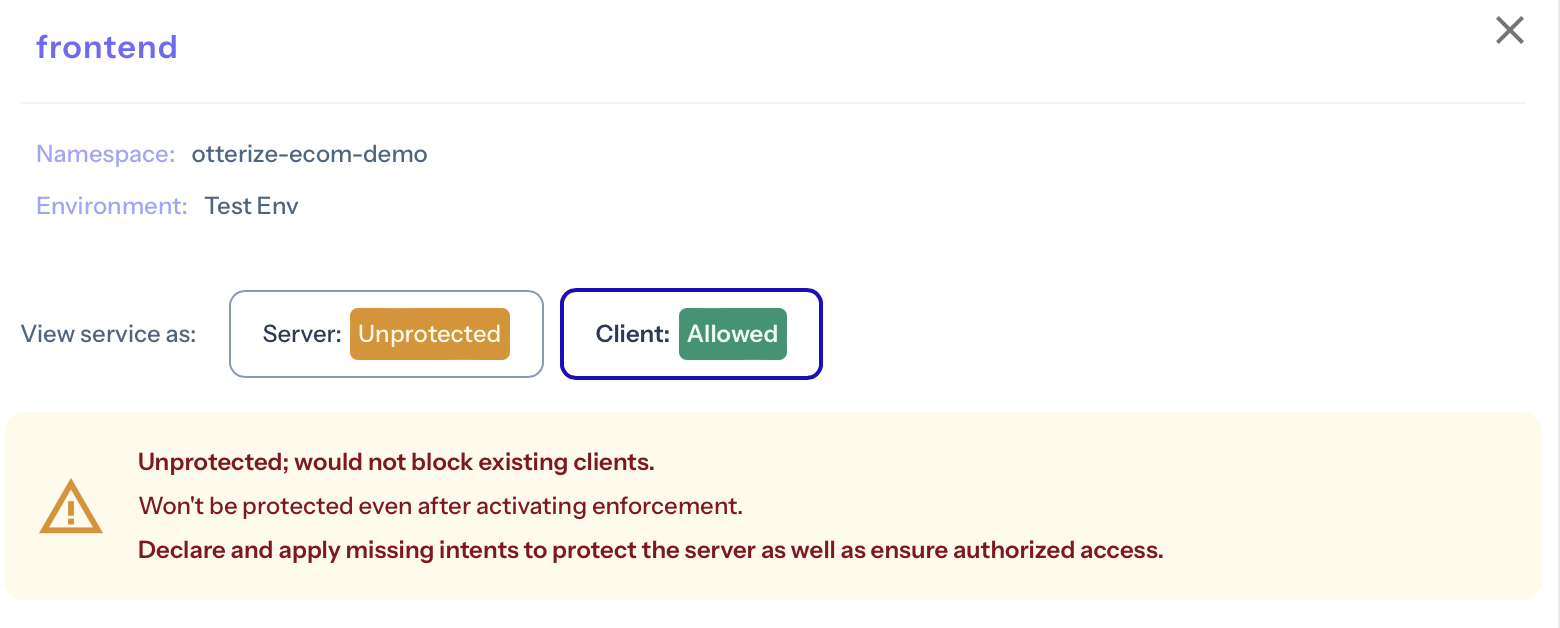 frontend
Namespace: otterize-ecom-demo
Environment: Test Env
View service as: Server: Unprotected Client: Allowed
Unprotected; would not block existing clients.
Won't be protected even after activating enforcement.
Declare and apply missing intents to protect the server as well as ensure authorized access.